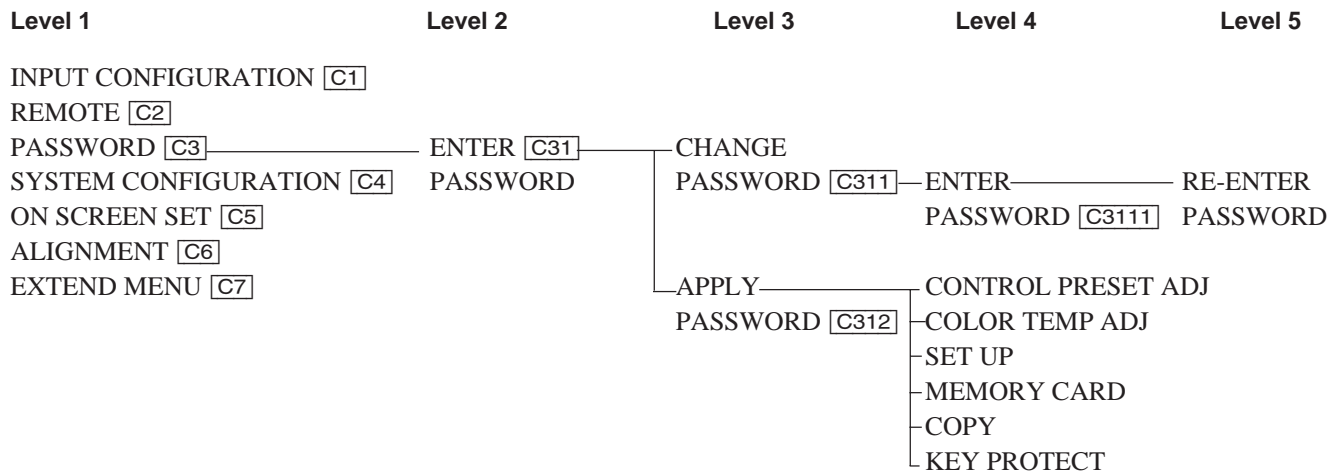 Level 1 Level 2 Level 3 Level 4 Level 5
INPUT CONFIGURATION C1
REMOTE C2
PASSWORD C3 ENTER C31 CHANGE
SYSTEM CONFIGURATION C4 PASSWORD PASSWORD C311 ENTER RE-ENTER
ON SCREEN SET C5 PASSWORD C3111 PASSWORD
ALIGNMENT C6
EXTEND MENU C7 APPLY CONTROL PRESET ADJ
PASSWORD C312 COLOR TEMP ADJ
SET UP
MEMORY CARD
COPY
KEY PROTECT